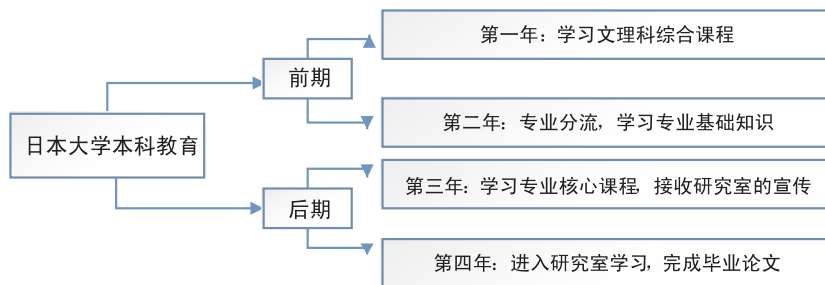 日本大学本科教育
前期
第一年：学习文理科综合课程
第二年：专业分流，学习专业基础知识
后期
第三年：学习专业核心课程，接收研究室的宣传
第四年：进入研究室学习，完成毕业论文